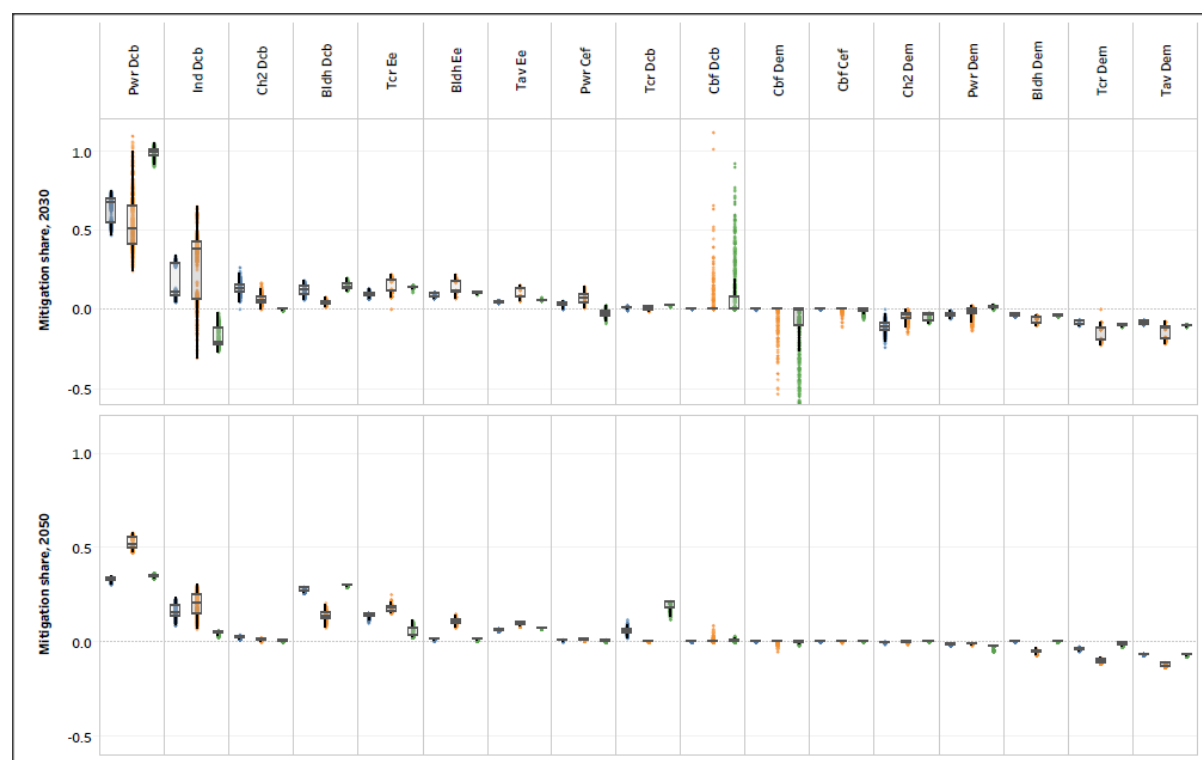 Pwr Dcb
Ind Dcb
Ch2 Dcb
Bldh Dcb
Tcr Ee
Bldh Ee
Tav Ee
Pwr Cef
Tcr Dcb
Cbf Dcb
Cbf Dem
Cbf Cef
Ch2 Dem
Pwr Dem
Bldh Dem
Tcr Dem
Tav Dem
Mitigation share, 2030
1.0
0.5
0.0
-0.5
Mitigation share, 2050
1.0
0.5
0.0
-0.5